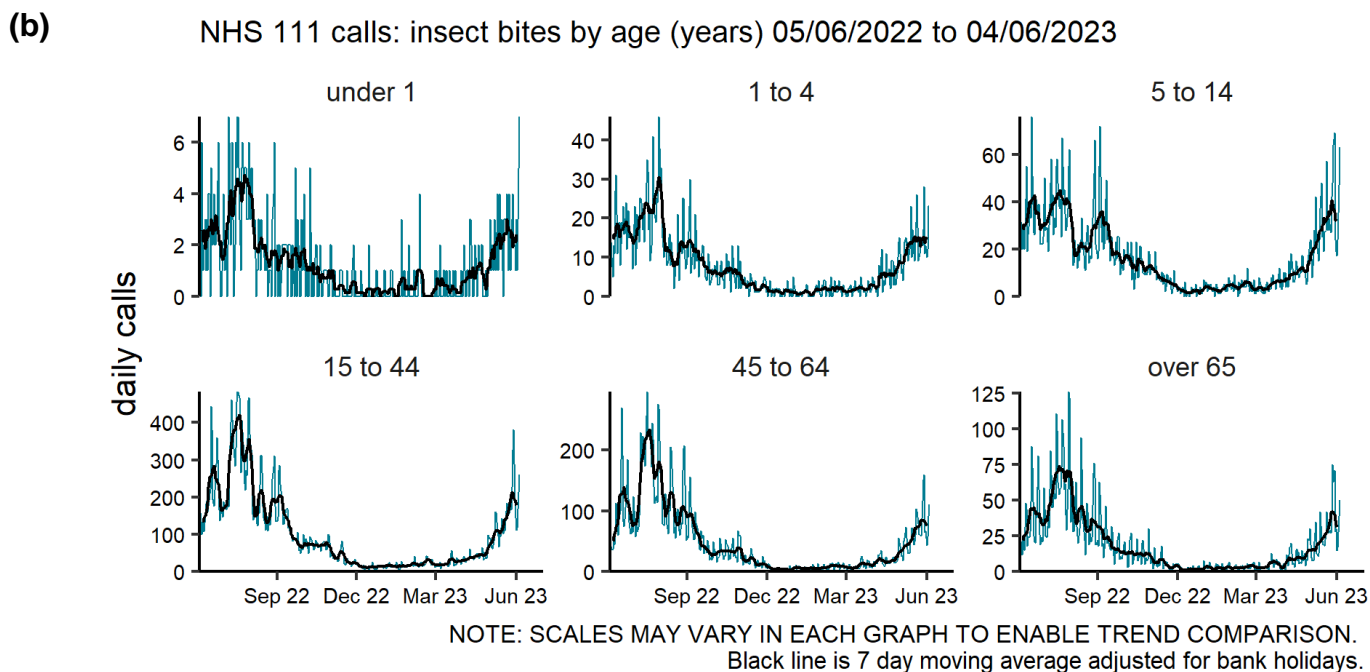 (b)
NHS 111 calls: insect bites by age (years) 05/06/2022 to 04/06/2023
daily calls
under 1
6
4
2
0
1 to 4
40
30
20
10
0
5 to 14
60
40
20
0
15 to 44
400
300
200
100
0
Sep 22 Dec 22 Mar 23 Jun 23
45 to 64
200
100
0
Sep 22 Dec 22 Mar 23 Jun 23
over 65
125
100
75
50
25
0
Sep 22 Dec 22 Mar 23 Jun 23
NOTE: SCALES MAY VARY IN EACH GRAPH TO ENABLE TREND COMPARISON.
Black line is 7 day moving average adjusted for bank holidays.